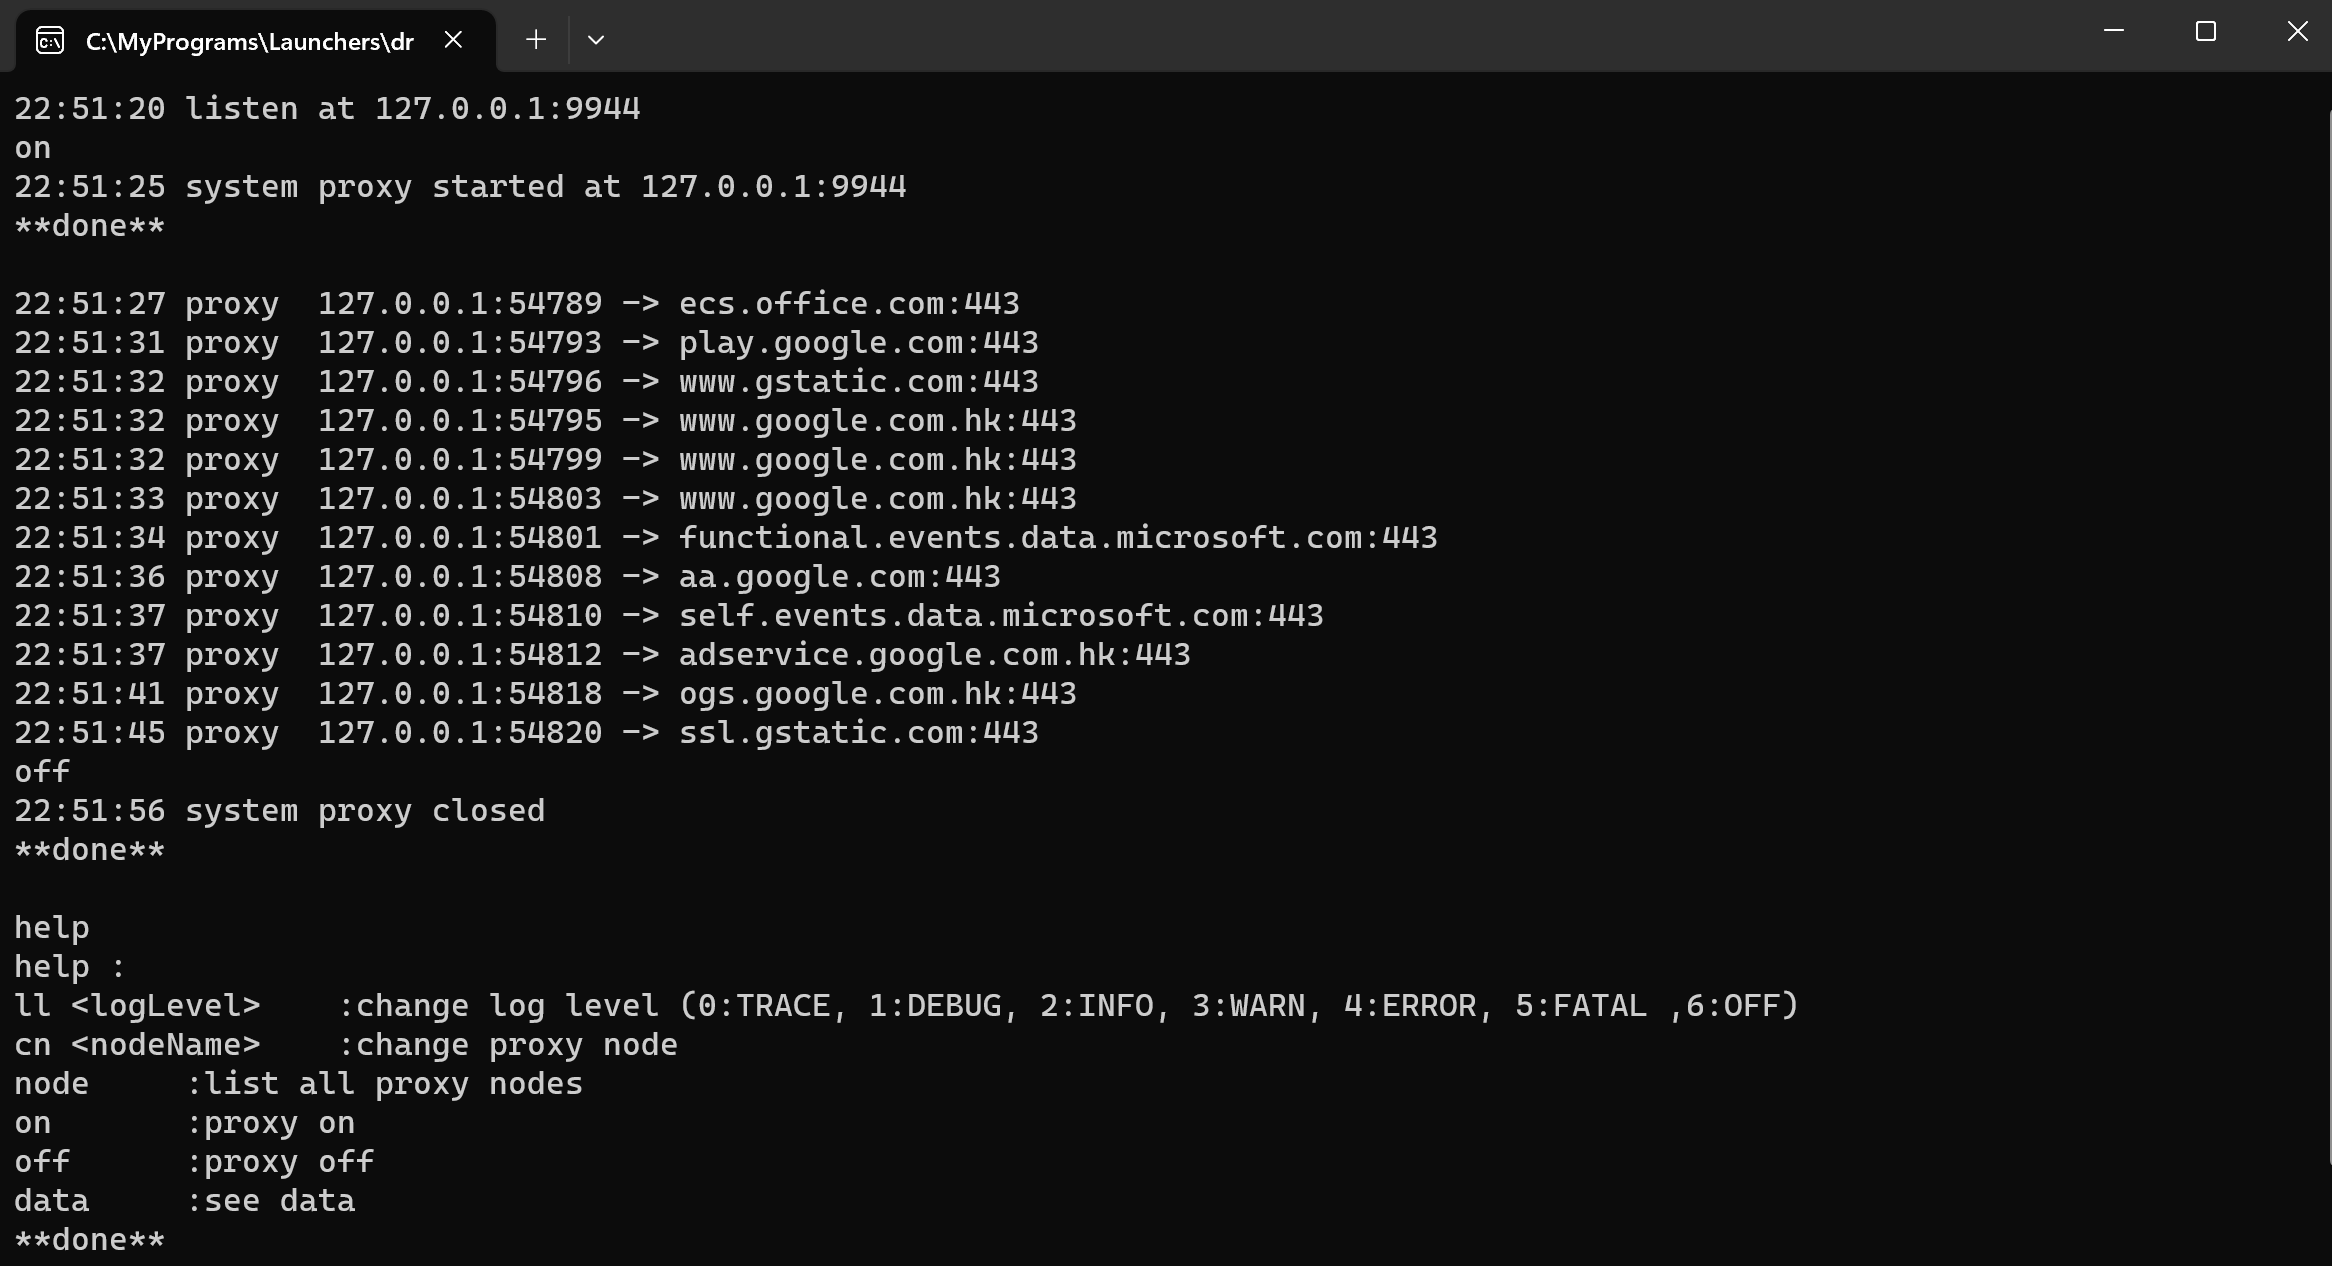 C:\MyPrograms\Launchers\dr
22:51:20 listen at 127.0.0.1:9944
on
22:51:25 system proxy started at 127.0.0.1:9944
**done**
22:51:27 proxy  127.0.0.1:54789 -> ecs.office.com:443
22:51:31 proxy  127.0.0.1:54793 -> play.google.com:443
22:51:32 proxy  127.0.0.1:54796 -> www.gstatic.com:443
22:51:32 proxy  127.0.0.1:54795 -> www.google.com.hk:443
22:51:32 proxy  127.0.0.1:54799 -> www.google.com.hk:443
22:51:33 proxy  127.0.0.1:54803 -> www.google.com.hk:443
22:51:34 proxy  127.0.0.1:54801 -> functional.events.data.microsoft.com:443
22:51:36 proxy  127.0.0.1:54808 -> aa.google.com:443
22:51:37 proxy  127.0.0.1:54810 -> self.events.data.microsoft.com:443
22:51:37 proxy  127.0.0.1:54812 -> adservice.google.com.hk:443
22:51:41 proxy  127.0.0.1:54818 -> ogs.google.com.hk:443
22:51:45 proxy  127.0.0.1:54820 -> ssl.gstatic.com:443
off
22:51:56 system proxy closed
**done**
help
help :
ll <logLevel>    :change log level (0:TRACE, 1:DEBUG, 2:INFO, 3:WARN, 4:ERROR, 5:FATAL ,6:OFF)
cn <nodeName>    :change proxy node
node     :list all proxy nodes
on       :proxy on
off      :proxy off
data     :see data
**done**